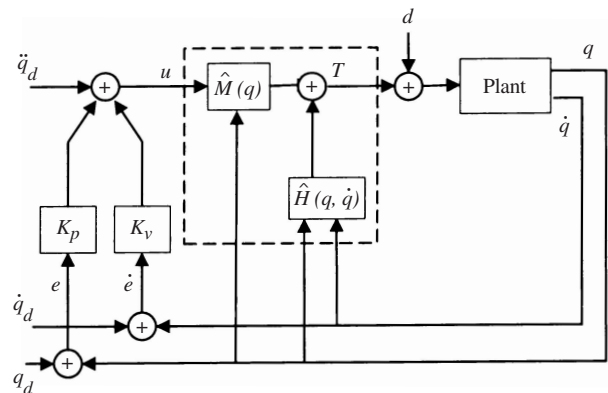 d
q̈_d
u
M̂ (q)
+
+
T
+
Plant
q
q̇
Ĥ (q, q̇)
K_p
K_v
e
ė
q̇_d
+
q_d
+